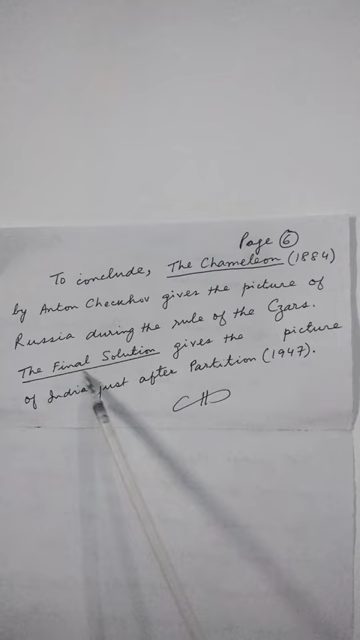 Page 6
To conclude, The Chameleon (1884)
by Anton Checkhov gives the picture of
Russia during the rule of the Czars.
The Final Solution gives the picture
of India just after Partition (1947).